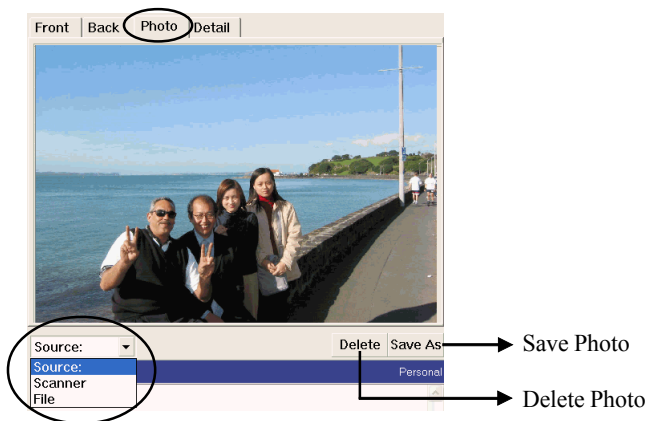 Front Back Photo Detail
Source: Delete Save As Save Photo
Source: Personal
Scanner
File Delete Photo